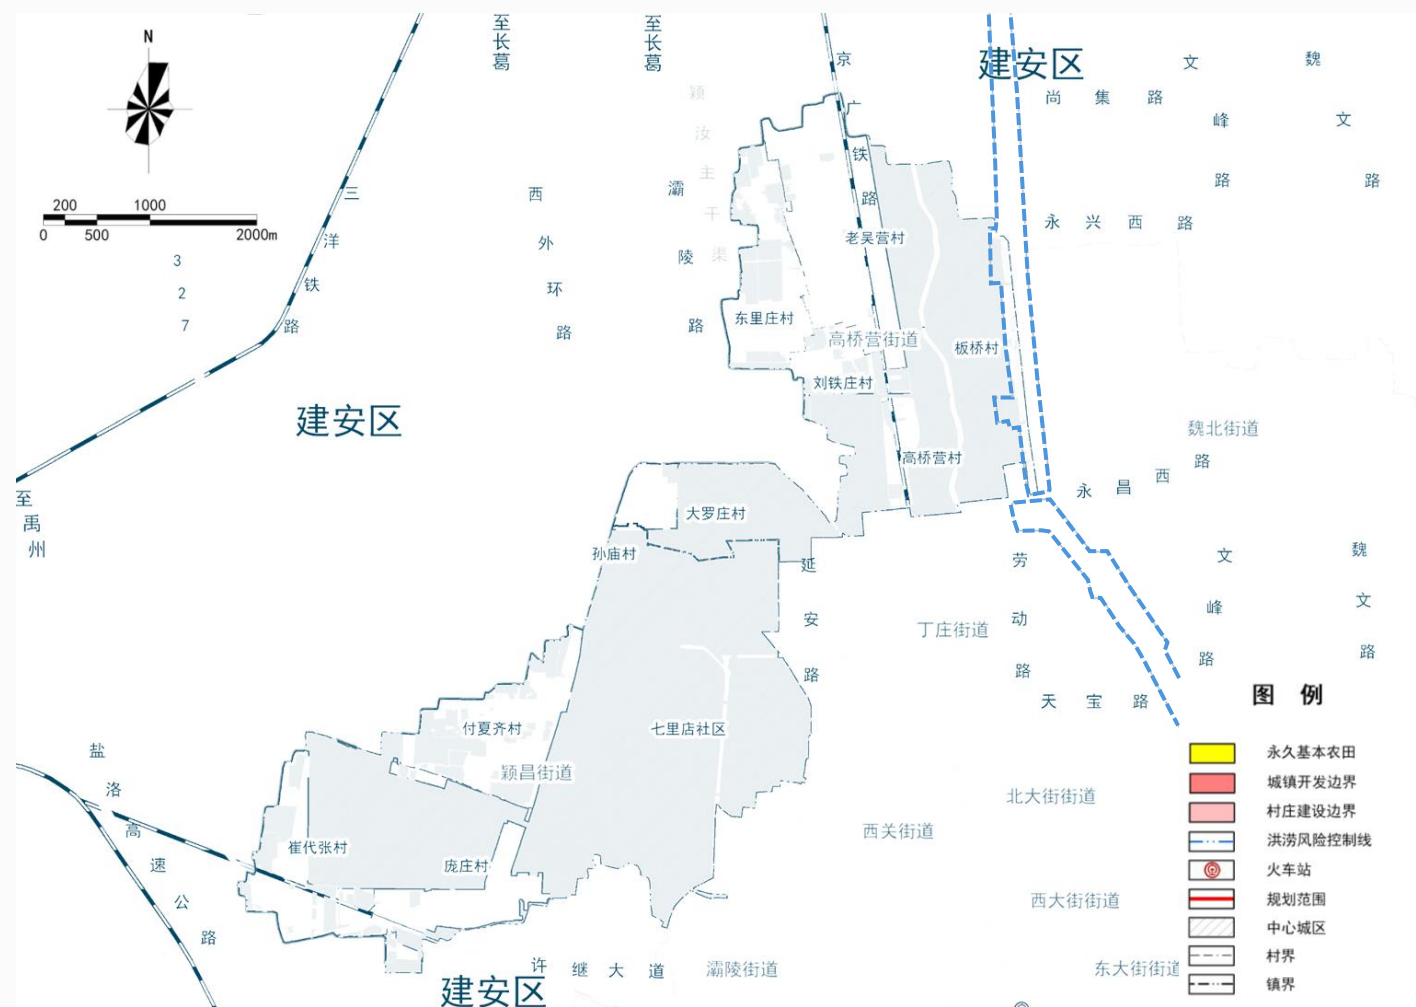 N
200 1000
0 500 2000m
至长葛
至长葛
京广铁路
建安区
尚集路
文峰路
魏文路
颍汝主干渠
灞陵路
西外环路
三洋铁路
327
永兴西路
老吴营村
东里庄村
高桥营街道
板桥村
刘铁庄村
建安区
魏北街道
高桥营村
永昌西路
至禹州
大罗庄村
孙庙村
延安路
劳动路
文峰路
魏文路
丁庄街道
天宝路
付夏齐村
七里店社区
颍昌街道
盐洛高速公路
北大街街道
西关街道
崔代张村
庞庄村
西大街街道
许继大道
灞陵街道
东大街街道
建安区
图 例
永久基本农田
城镇开发边界
村庄建设边界
洪涝风险控制线
火车站
规划范围
中心城区
村界
镇界